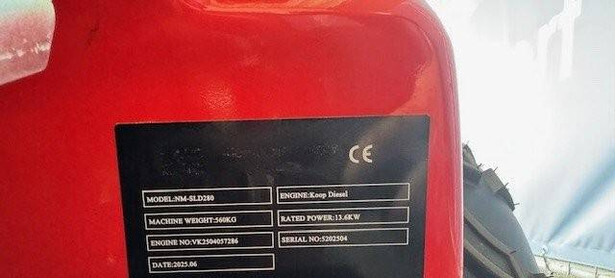 CE
MODEL:NM-SLD280
ENGINE:Koop Diesel
MACHINE WEIGHT:560KG
RATED POWER:13.6KW
ENGINE NO:VK2504057286
SERIAL NO:5202504
DATE:2025.06